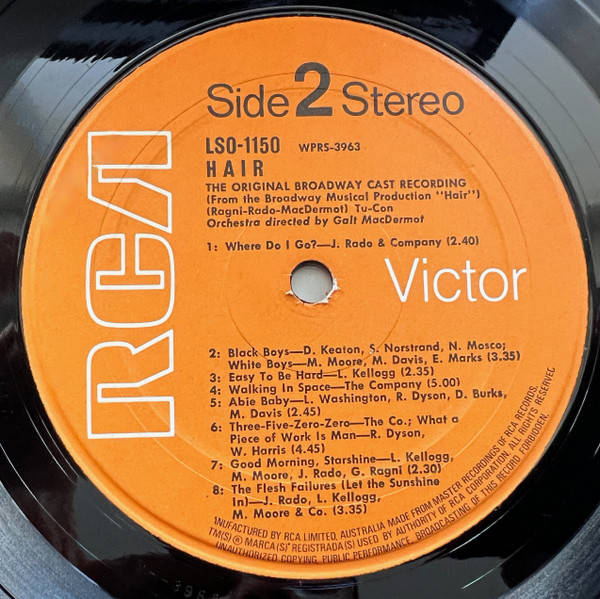 Side 2 Stereo
LSO-1150 WPRS-3963
HAIR
THE ORIGINAL BROADWAY CAST RECORDING
(From the Broadway Musical Production "Hair")
(Ragni-Rado-MacDermot) Tu-Con
Orchestra directed by Galt MacDermot
1: Where Do I Go?—J. Rado & Company (2.40)
RCA
Victor
2: Black Boys—D. Keaton, S. Norstrand, N. Mosco;
White Boys—M. Moore, M. Davis, E. Marks (3.35)
3: Easy To Be Hard—L. Kellogg (2.35)
4: Walking In Space—The Company (5.00)
5: Abie Baby—L. Washington, R. Dyson, D. Burks,
M. Davis (2.45)
6: Three-Five-Zero-Zero—The Co.; What a
Piece of Work Is Man—R. Dyson,
W. Harris (4.45)
7: Good Morning, Starshine—L. Kellogg,
M. Moore, J. Rado, G. Ragni (2.30)
8: The Flesh Failures (Let the Sunshine
In)—J. Rado, L. Kellogg,
M. Moore & Co. (3.35)
ANUFACTURED BY RCA LIMITED, AUSTRALIA MADE FROM MASTER RECORDINGS OF RCA RECORDS.
TM(S) ® MARCA(S) REGISTRADA(S) USED BY AUTHORITY OF RCA CORPORATION. ALL RIGHTS RESERVED
UNAUTHORIZED COPYING, PUBLIC PERFORMANCE, BROADCASTING OF THIS RECORD FORBIDDEN.